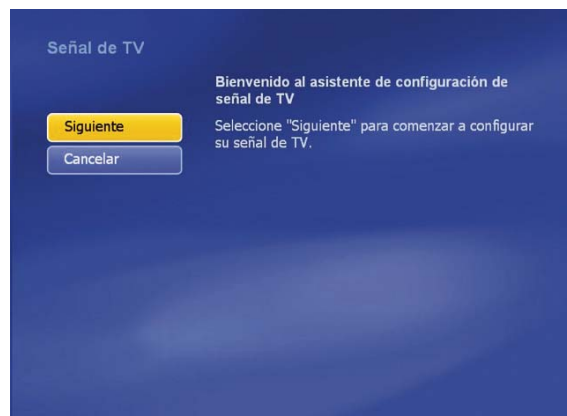 Señal de TV
Bienvenido al asistente de configuración de
señal de TV
Siguiente
Seleccione "Siguiente" para comenzar a configurar
su señal de TV.
Cancelar